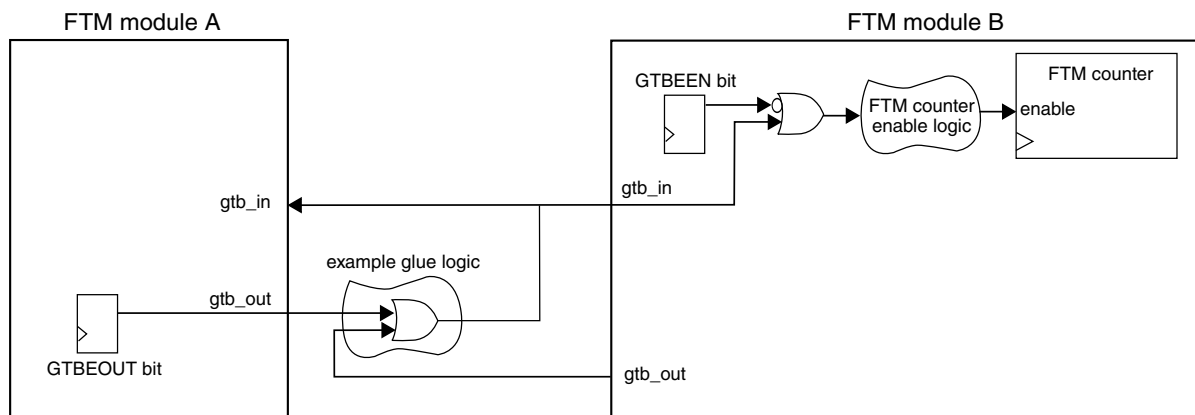 FTM module A
FTM module B
GTBEEN bit
FTM counter
enable logic
FTM counter
enable
gtb_in
gtb_in
example glue logic
gtb_out
GTBEOUT bit
gtb_out